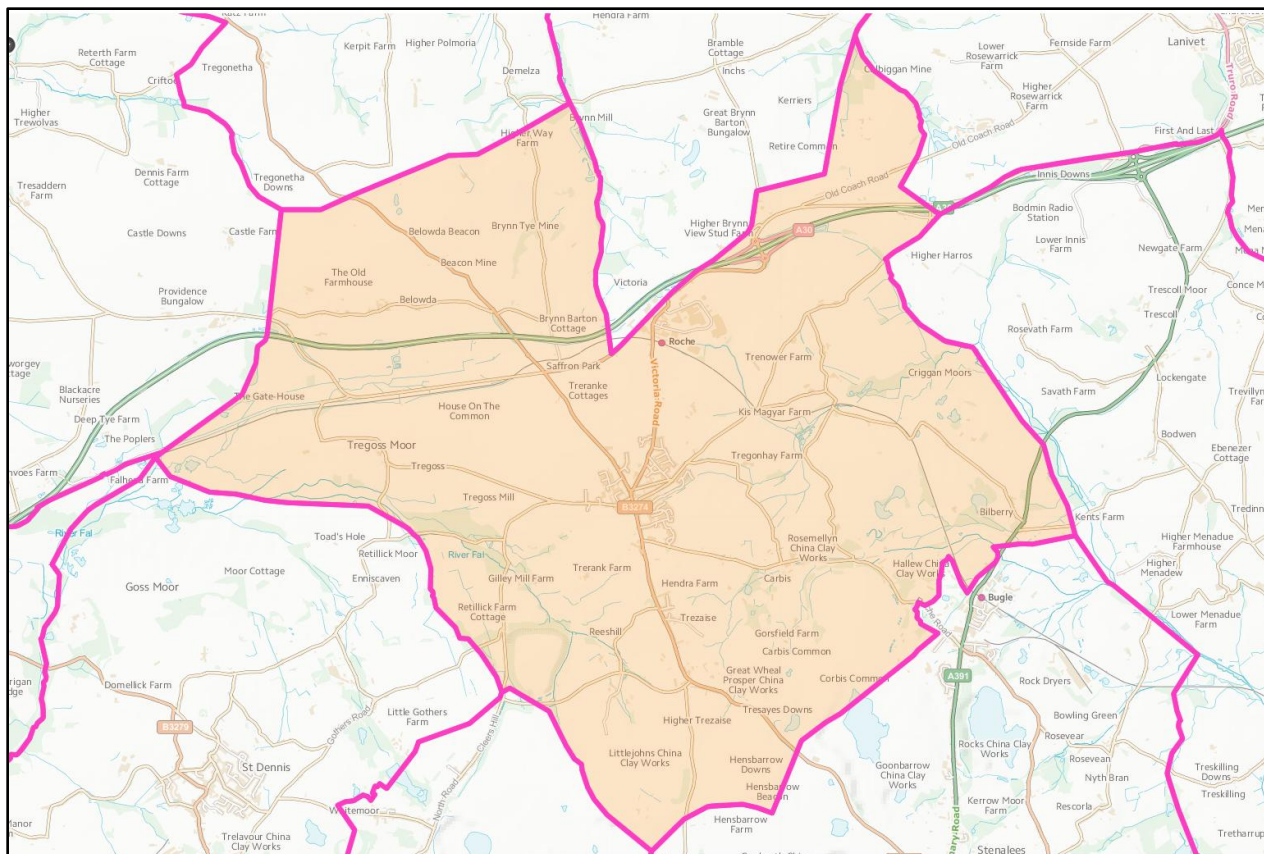 Hendra Farm
Lanivet
Reterth Farm
Cottage
Kerpit Farm
Higher Polmoria
Bramble
Cottage
Lower
Rosewarrick
Farm
Fernside Farm
Tregonetha
Demelza
Inchs
Culbiggan Mine
Truro Road
Higher
Trewolvas
Kerriers
Higher
Rosewarrick
Farm
Great Brynn
Barton
Bungalow
Brynn Mill
Higher Way
Farm
Retire Common
Old Coach Road
First And Last
Dennis Farm
Cottage
Tresaddern
Farm
Tregonetha
Downs
Old Coach Road
Innis Downs
Castle Downs
Castle Farm
Belowda Beacon
Brynn Tye Mine
Higher Brynn
View Stud Farm
A30
Bodmin Radio
Station
Lower Innis
Farm
Newgate Farm
Beacon Mine
Higher Harros
The Old
Farmhouse
Providence
Bungalow
Victoria
Trescoll Moor
Trescoll
Belowda
Brynn Barton
Cottage
Rosevath Farm
Roche
Trenower Farm
Saffron Park
Treranke
Cottages
Criggan Moors
Lockengate
Blackacre
Nurseries
The Gate-House
Savath Farm
Victoria Road
House On The
Common
Kis Magyar Farm
Deep Tye Farm
The Poplers
Tregoss Moor
Bodwen
Ebenezer
Cottage
Tregoss
Tregonhay Farm
Tregoss Mill
B3274
Bilberry
Kents Farm
River Fal
Toad's Hole
Rosemellyn
China Clay
Works
Higher Menadue
Farmhouse
Retillick Moor
River Fal
Goss Moor
Moor Cottage
Enniscaven
Gilley Mill Farm
Trerank Farm
Hendra Farm
Carbis
Hallew China
Clay Works
Higher
Menadew
Bugle
Retillick Farm
Cottage
Trezaise
Lower Menadue
Farm
Reeshill
Gorsfield Farm
Carbis Common
Great Wheal
Prosper China
Clay Works
Corbis Common
A391
Rock Dryers
Domellick Farm
Little Gothers
Farm
Gothers Road
Cleers Hill
Tresayes Downs
Bowling Green
B3279
Higher Trezaise
Rosevear
St Dennis
Littlejohns China
Clay Works
Rocks China Clay
Works
Rosevean
Nyth Bran
Treskilling
Downs
Treskilling
Hensbarrow
Downs
Goonbarrow
China Clay
Works
Hensbarrow
Beacon
North Road
Kerrow Moor
Farm
Rescorla
Hensbarrow
Farm
Trelavour China
Clay Works
Stenalees